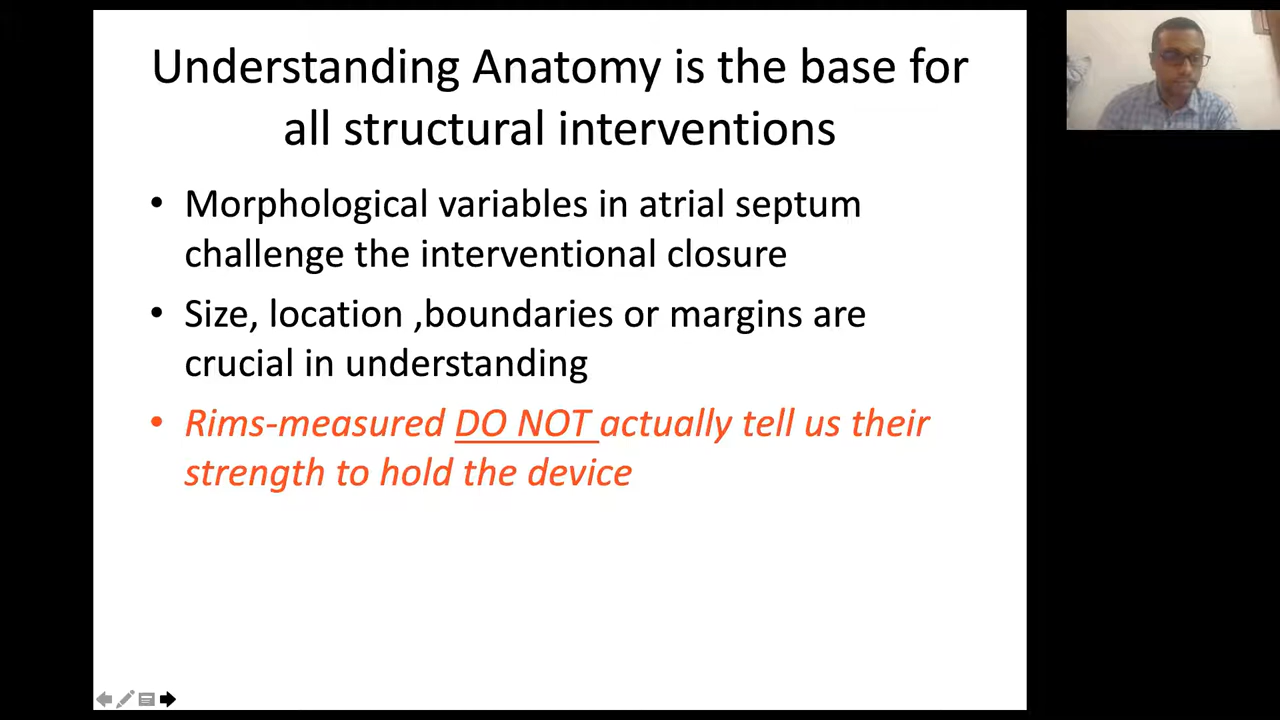 Understanding Anatomy is the base for
all structural interventions
• Morphological variables in atrial septum
challenge the interventional closure
• Size, location ,boundaries or margins are
crucial in understanding
• Rims-measured DO NOT actually tell us their
strength to hold the device